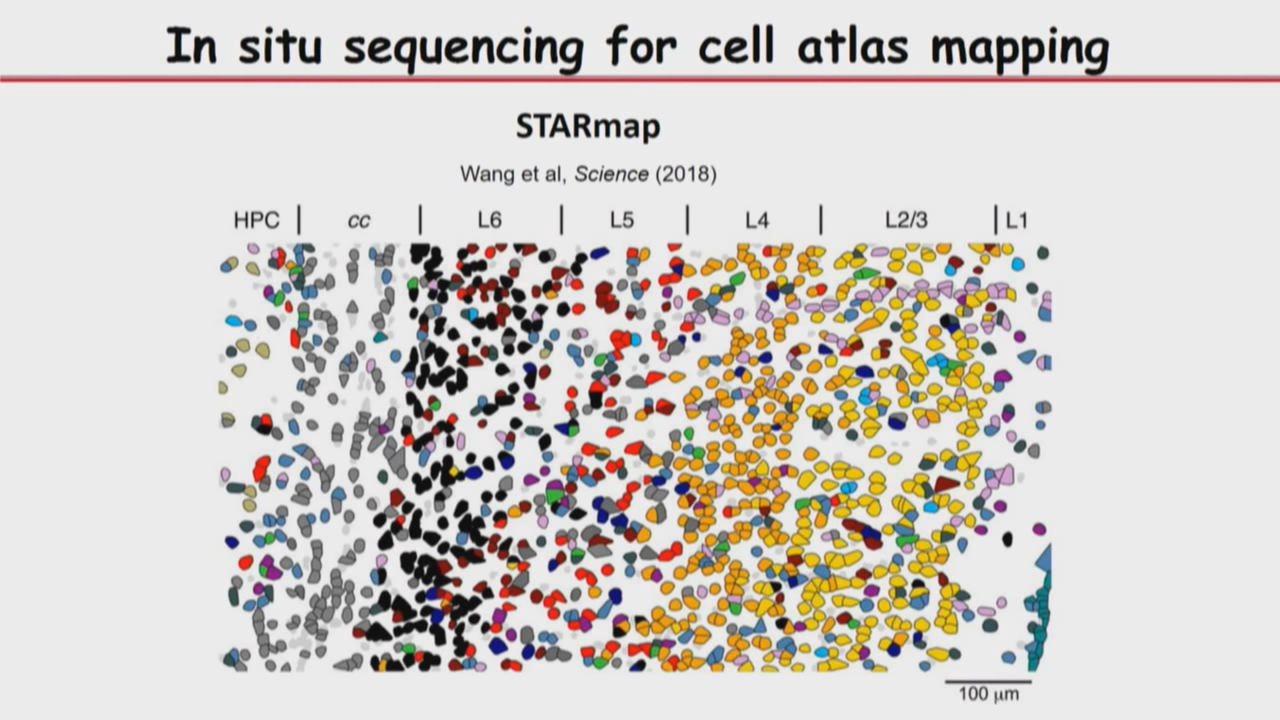 In situ sequencing for cell atlas mapping
STARmap
Wang et al, Science (2018)
HPC | cc | L6 | L5 | L4 | L2/3 | L1
100 μm